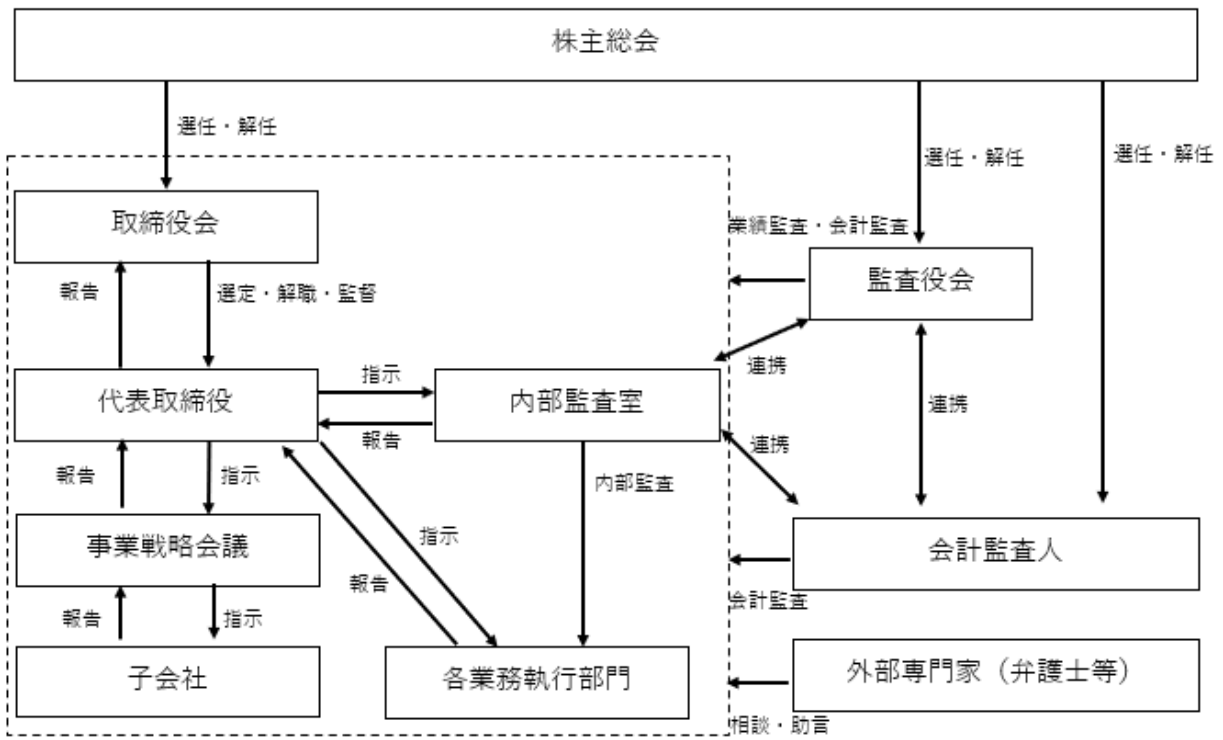 株主総会
選任・解任
選任・解任
選任・解任
取締役会
業績監査・会計監査
監査役会
報告
選定・解職・監督
連携
代表取締役
指示
報告
内部監査室
連携
連携
報告
指示
内部監査
事業戦略会議
指示
報告
会計監査人
会計監査
報告
指示
子会社
各業務執行部門
外部専門家（弁護士等）
相談・助言